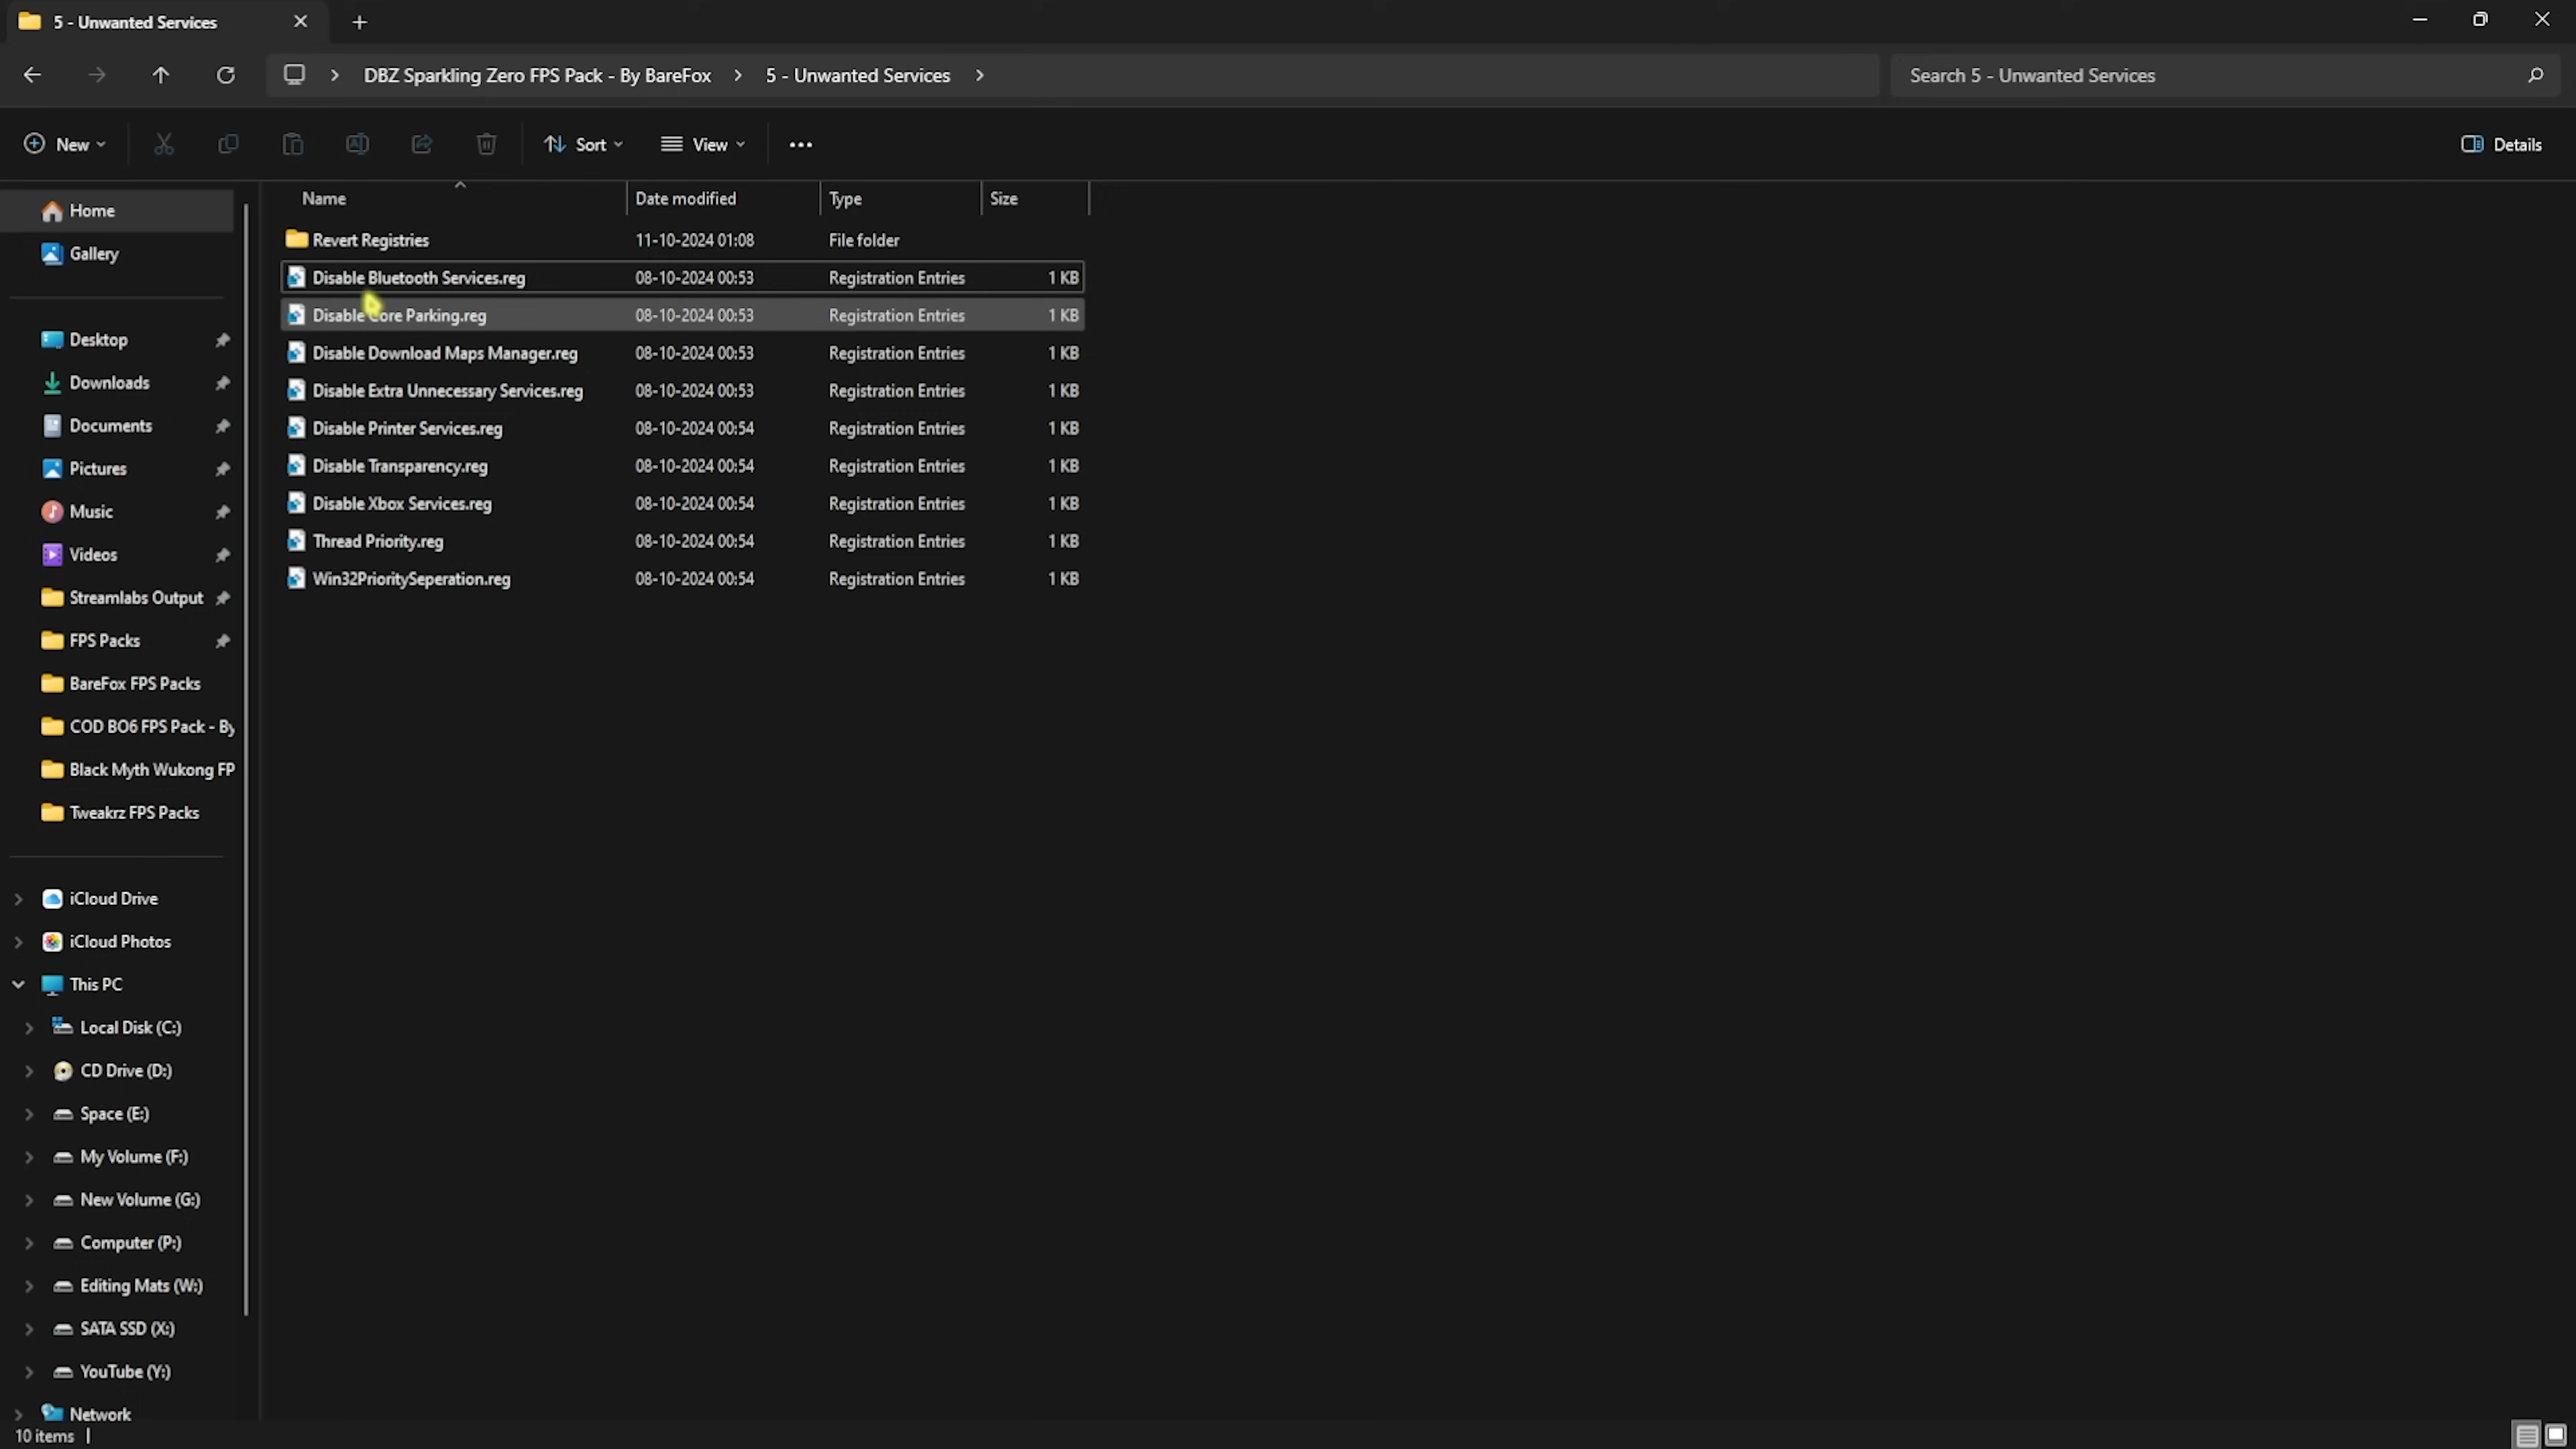 5 - Unwanted Services
DBZ Sparkling Zero FPS Pack - By BareFox > 5 - Unwanted Services >
Search 5 - Unwanted Services
New
Sort
View
Details
Name Date modified Type Size
Revert Registries 11-10-2024 01:08 File folder
Disable Bluetooth Services.reg 08-10-2024 00:53 Registration Entries 1 KB
Disable Core Parking.reg 08-10-2024 00:53 Registration Entries 1 KB
Disable Download Maps Manager.reg 08-10-2024 00:53 Registration Entries 1 KB
Disable Extra Unnecessary Services.reg 08-10-2024 00:53 Registration Entries 1 KB
Disable Printer Services.reg 08-10-2024 00:54 Registration Entries 1 KB
Disable Transparency.reg 08-10-2024 00:54 Registration Entries 1 KB
Disable Xbox Services.reg 08-10-2024 00:54 Registration Entries 1 KB
Thread Priority.reg 08-10-2024 00:54 Registration Entries 1 KB
Win32PrioritySeperation.reg 08-10-2024 00:54 Registration Entries 1 KB
Home
Gallery
Desktop
Downloads
Documents
Pictures
Music
Videos
Streamlabs Output
FPS Packs
BareFox FPS Packs
COD BO6 FPS Pack - By
Black Myth Wukong FP
Tweakrz FPS Packs
iCloud Drive
iCloud Photos
This PC
Local Disk (C:)
CD Drive (D:)
Space (E:)
My Volume (F:)
New Volume (G:)
Computer (P:)
Editing Mats (W:)
SATA SSD (X:)
YouTube (Y:)
Network
10 items